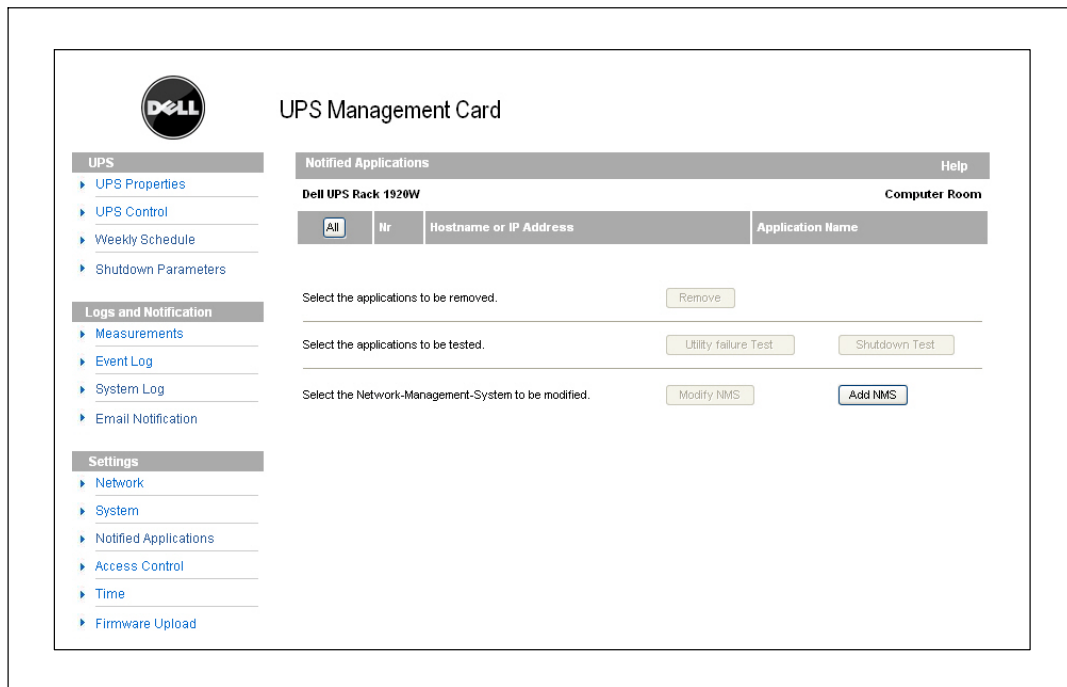 DELL
UPS Management Card
UPS
UPS Properties
UPS Control
Weekly Schedule
Shutdown Parameters
Logs and Notification
Measurements
Event Log
System Log
Email Notification
Settings
Network
System
Notified Applications
Access Control
Time
Firmware Upload
Notified Applications Help
Dell UPS Rack 1920W Computer Room
All Nr Hostname or IP Address Application Name
Select the applications to be removed. Remove
Select the applications to be tested. Utility failure Test Shutdown Test
Select the Network-Management-System to be modified. Modify NMS Add NMS